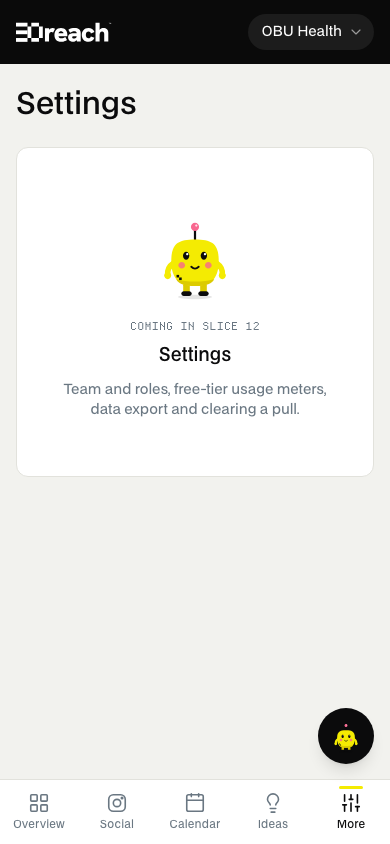 reach
OBU Health
Settings
COMING IN SLICE 12
Settings
Team and roles, free-tier usage meters,
data export and clearing a pull.
Overview
Social
Calendar
Ideas
More